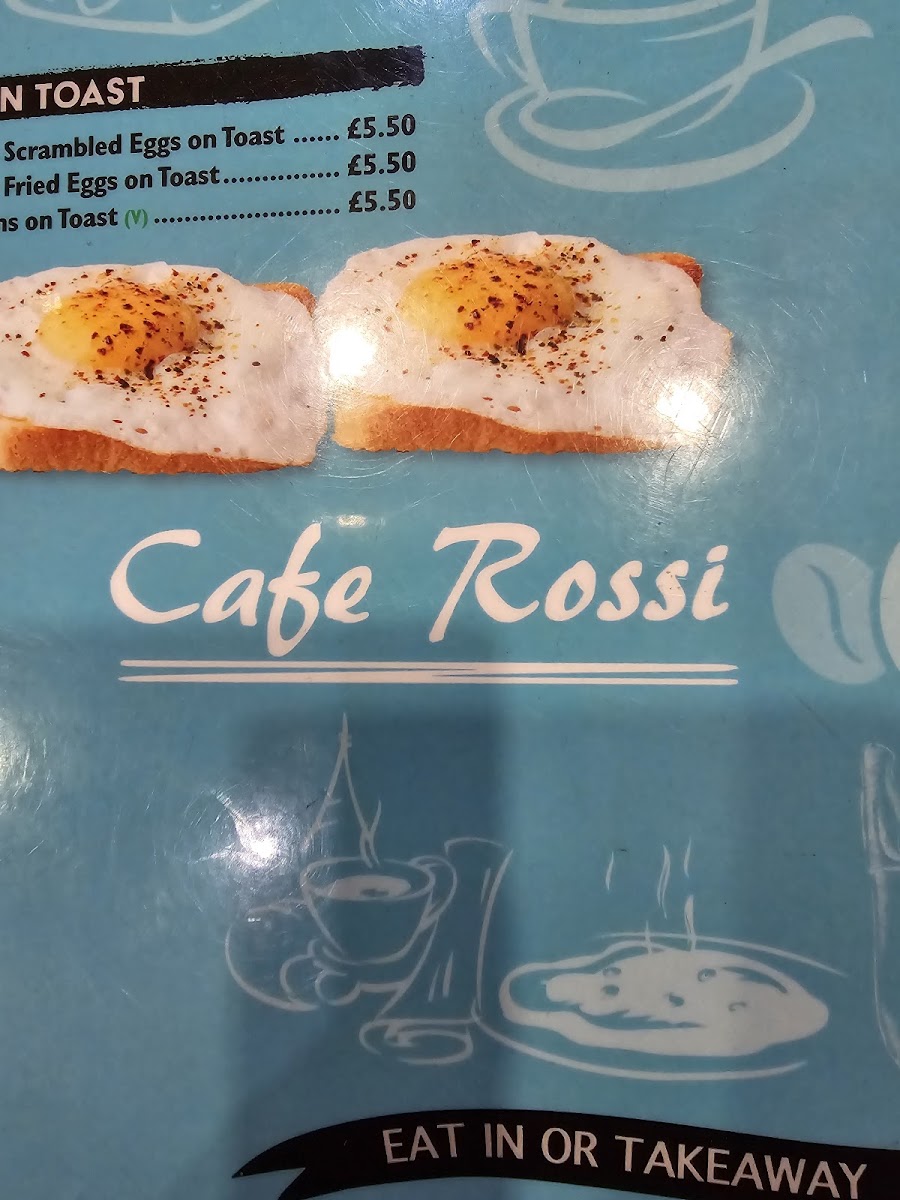 N TOAST
Scrambled Eggs on Toast ...... £5.50
Fried Eggs on Toast............... £5.50
ns on Toast (V) ........................ £5.50
Cafe Rossi
EAT IN OR TAKEAWAY